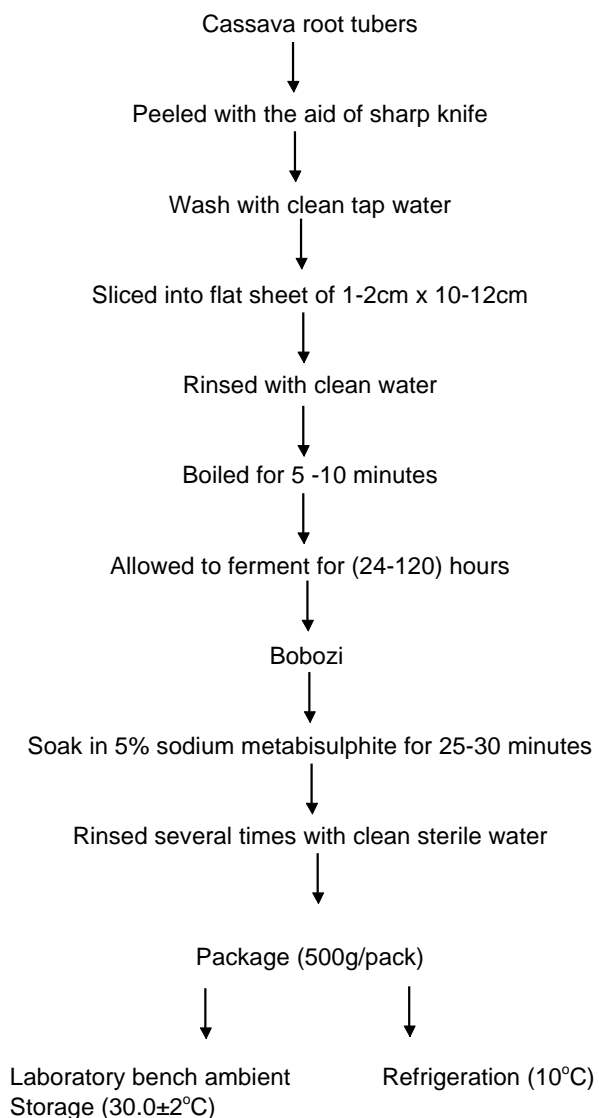 Cassava root tubers
Peeled with the aid of sharp knife
Wash with clean tap water
Sliced into flat sheet of 1-2cm x 10-12cm
Rinsed with clean water
Boiled for 5 -10 minutes
Allowed to ferment for (24-120) hours
Bobozi
Soak in 5% sodium metabisulphite for 25-30 minutes
Rinsed several times with clean sterile water
Package (500g/pack)
Laboratory bench ambient
Storage (30.0±2°C)
Refrigeration (10°C)